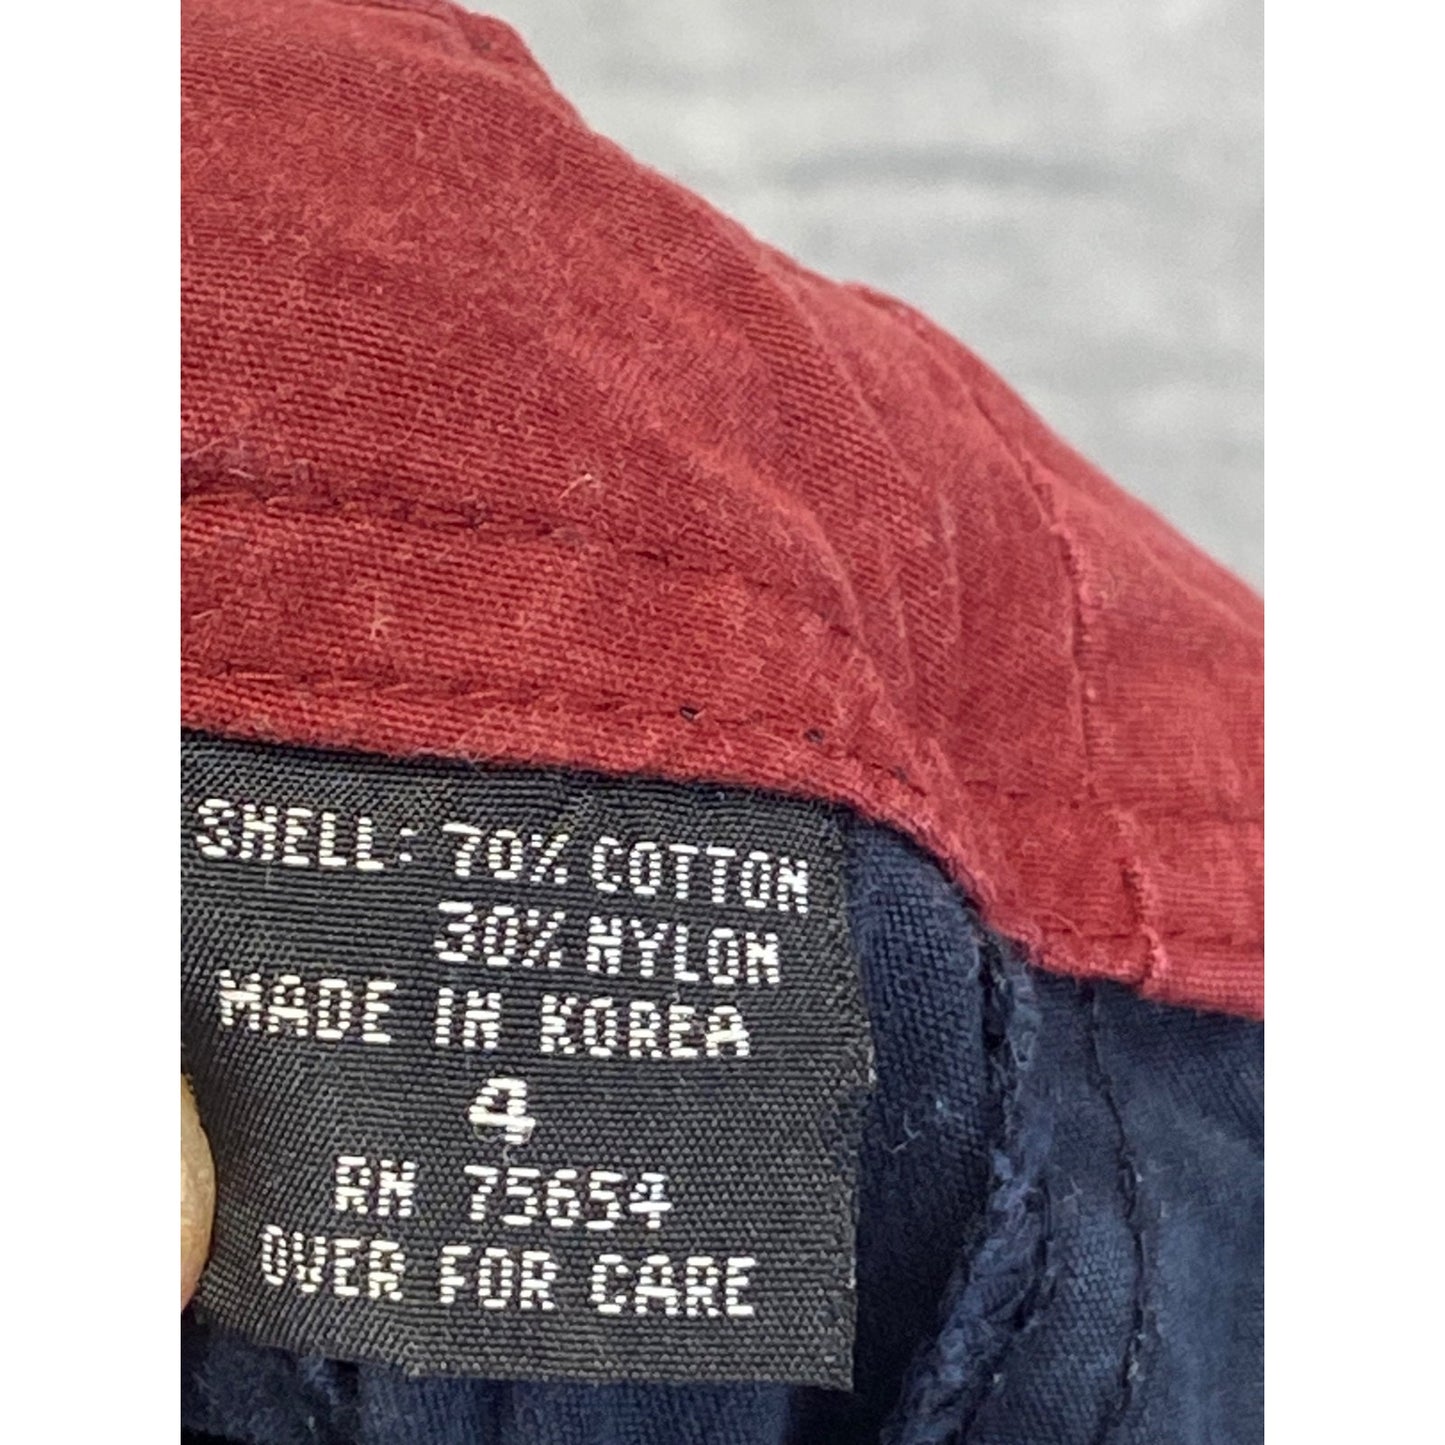 SHELL: 70% COTTON
30% NYLON
MADE IN KOREA
4
RN 75654
OVER FOR CARE